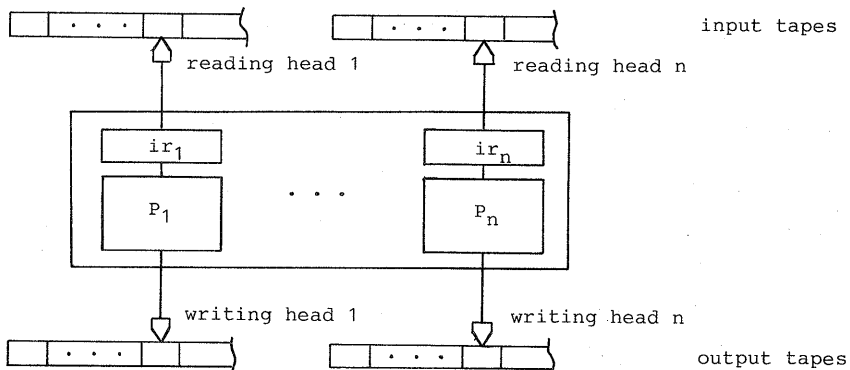 · · · · · · input tapes
reading head 1 reading head n
ir₁ irₙ
P₁ · · · Pₙ
writing head 1 writing head n
· · · · · · output tapes